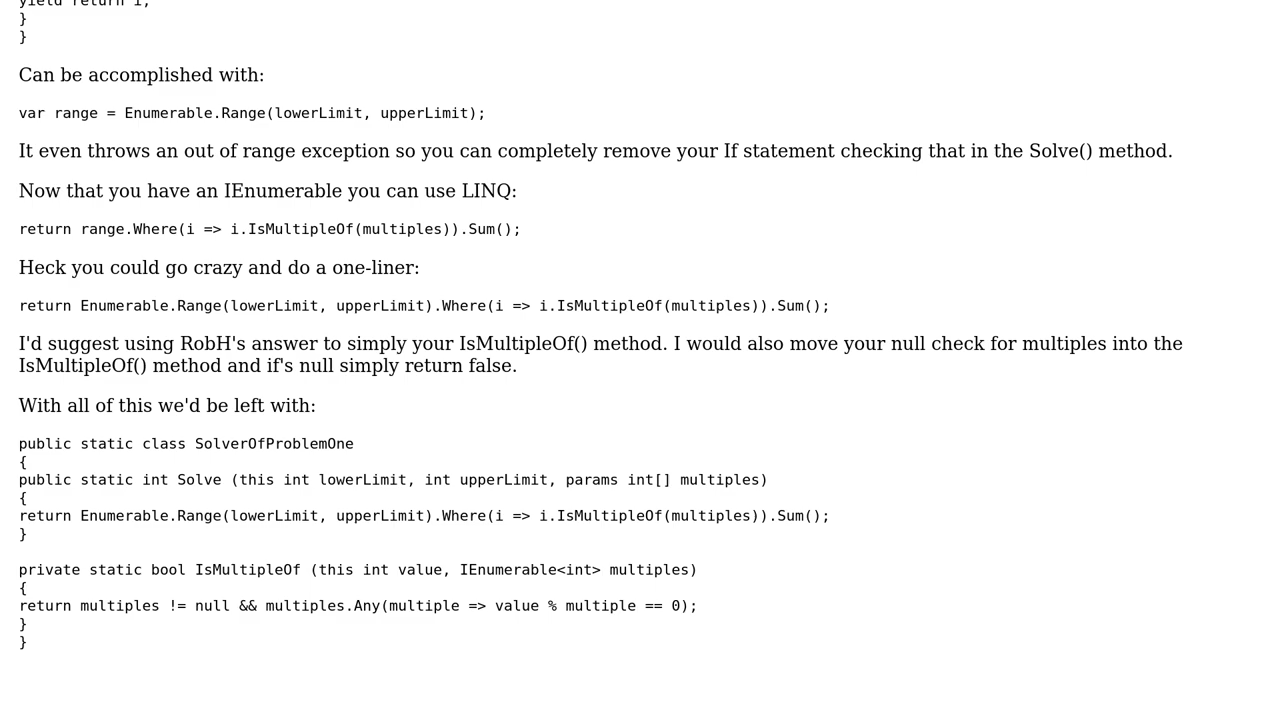 yield return i;
}
}
Can be accomplished with:
var range = Enumerable.Range(lowerLimit, upperLimit);
It even throws an out of range exception so you can completely remove your If statement checking that in the Solve() method.
Now that you have an IEnumerable you can use LINQ:
return range.Where(i => i.IsMultipleOf(multiples)).Sum();
Heck you could go crazy and do a one-liner:
return Enumerable.Range(lowerLimit, upperLimit).Where(i => i.IsMultipleOf(multiples)).Sum();
I'd suggest using RobH's answer to simply your IsMultipleOf() method. I would also move your null check for multiples into the
IsMultipleOf() method and if's null simply return false.
With all of this we'd be left with:
public static class SolverOfProblemOne
{
public static int Solve (this int lowerLimit, int upperLimit, params int[] multiples)
{
return Enumerable.Range(lowerLimit, upperLimit).Where(i => i.IsMultipleOf(multiples)).Sum();
}
private static bool IsMultipleOf (this int value, IEnumerable<int> multiples)
{
return multiples != null && multiples.Any(multiple => value % multiple == 0);
}
}